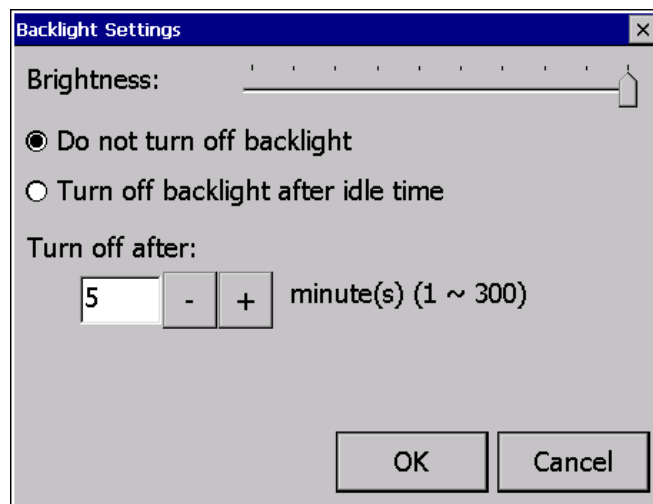 Backlight Settings
Brightness:
Do not turn off backlight
Turn off backlight after idle time
Turn off after:
5 - + minute(s) (1 ~ 300)
OK Cancel